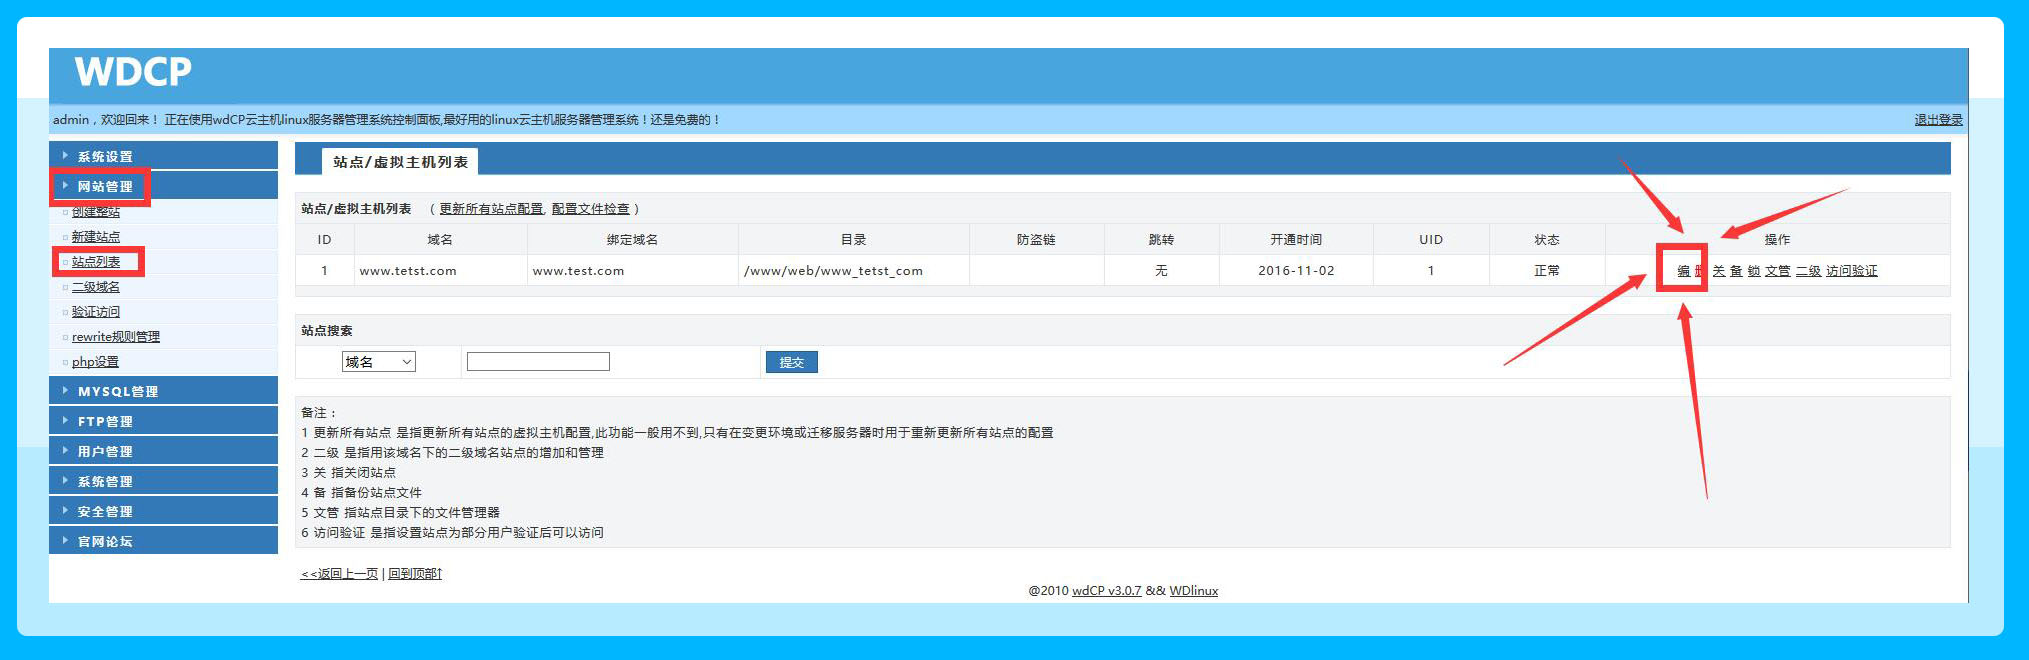 WDCP
admin，欢迎回来！ 正在使用wdCP云主机linux服务器管理系统控制面板,最好用的linux云主机服务器管理系统！还是免费的！ 退出登录
系统设置
网站管理
创建整站
新建站点
站点列表
二级域名
验证访问
rewrite规则管理
php设置
MYSQL管理
FTP管理
用户管理
系统管理
安全管理
官网论坛
站点/虚拟主机列表
站点/虚拟主机列表 （ 更新所有站点配置, 配置文件检查 ）
ID 域名 绑定域名 目录 防盗链 跳转 开通时间 UID 状态 操作
1 www.tetst.com www.test.com /www/web/www_tetst_com 无 2016-11-02 1 正常 编 关 备 锁 文管 二级 访问验证
站点搜索
域名 提交
备注：
1 更新所有站点 是指更新所有站点的虚拟主机配置,此功能一般用不到,只有在变更环境或迁移服务器时用于重新更新所有站点的配置
2 二级 是指用该域名下的二级域名站点的增加和管理
3 关 指关闭站点
4 备 指备份站点文件
5 文管 指站点目录下的文件管理器
6 访问验证 是指设置站点为部分用户验证后可以访问
<<返回上一页 | 回到顶部↑
@2010 wdCP v3.0.7 && WDlinux